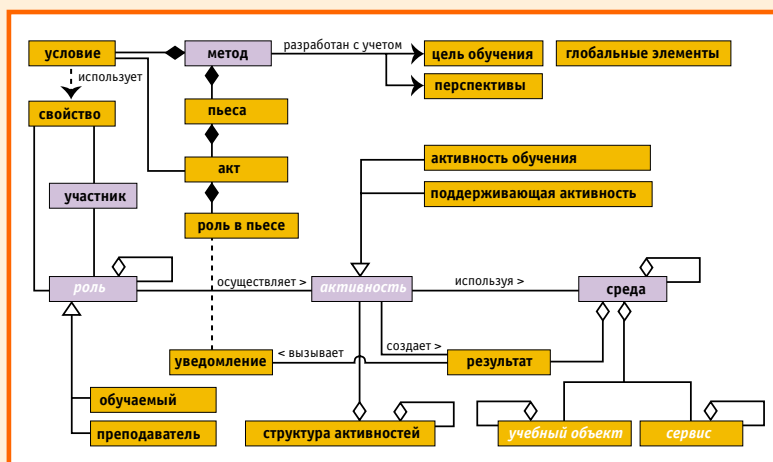 условие
метод
разработан с учетом
цель обучения
глобальные элементы
использует
перспективы
свойство
пьеса
активность обучения
акт
участник
поддерживающая активность
роль в пьесе
роль
осуществляет >
активность
используя >
среда
создает >
уведомление
< вызывает
результат
обучаемый
преподаватель
структура активностей
учебный объект
сервис